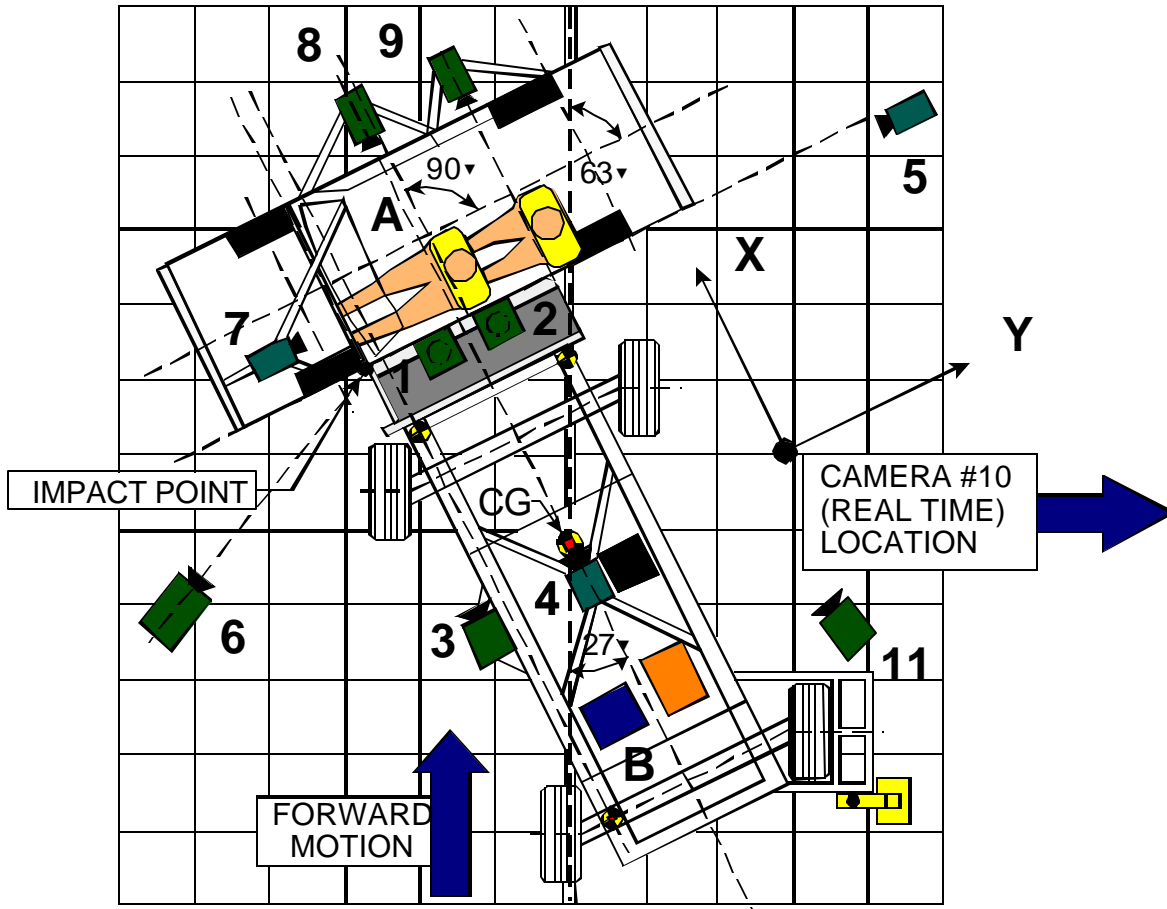 8
9
5
90▾
63▾
A
X
Y
7
2
1
IMPACT POINT
CG
CAMERA #10
(REAL TIME)
LOCATION
4
6
3
27▾
11
B
FORWARD
MOTION